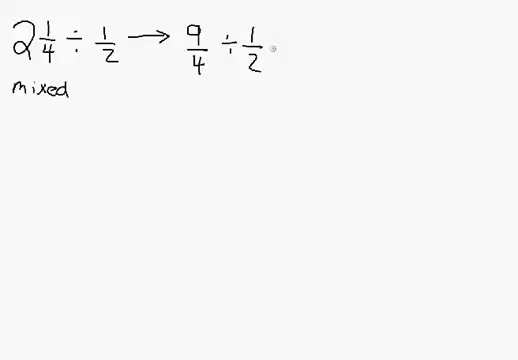 2 1/4 ÷ 1/2 → 9/4 ÷ 1/2
mixed